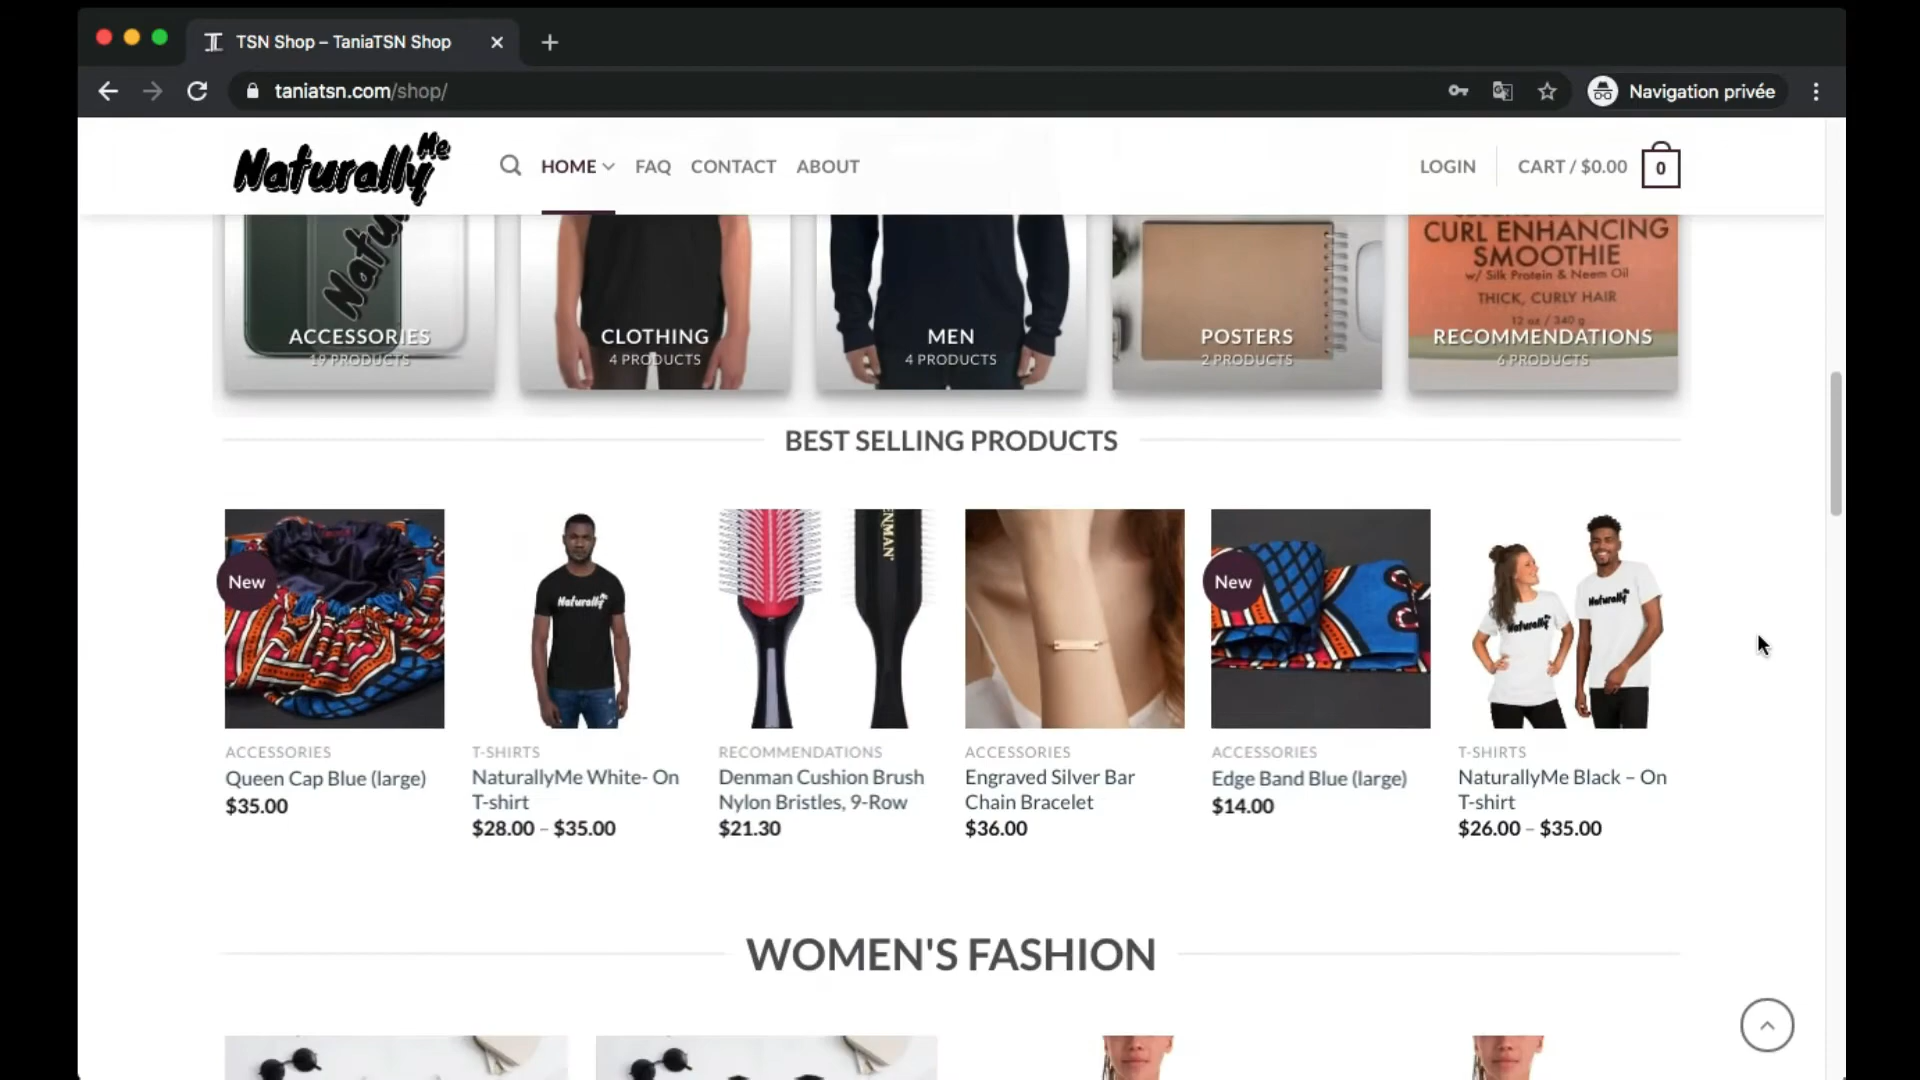 TSN Shop – TaniaTSN Shop
taniatsn.com/shop/
Navigation privée
Naturally Me
HOME
FAQ
CONTACT
ABOUT
LOGIN
CART / $0.00
0
Natur
CURL ENHANCING
SMOOTHIE
w/ Silk Protein & Neem Oil
THICK, CURLY HAIR
12 oz / 340 g
ACCESSORIES
19 PRODUCTS
CLOTHING
4 PRODUCTS
MEN
4 PRODUCTS
POSTERS
2 PRODUCTS
RECOMMENDATIONS
6 PRODUCTS
BEST SELLING PRODUCTS
New
Naturally
ENMAN
New
Naturally
Naturally
ACCESSORIES
Queen Cap Blue (large)
$35.00
T-SHIRTS
NaturallyMe White- On
T-shirt
$28.00 – $35.00
RECOMMENDATIONS
Denman Cushion Brush
Nylon Bristles, 9-Row
$21.30
ACCESSORIES
Engraved Silver Bar
Chain Bracelet
$36.00
ACCESSORIES
Edge Band Blue (large)
$14.00
T-SHIRTS
NaturallyMe Black – On
T-shirt
$26.00 – $35.00
WOMEN'S FASHION